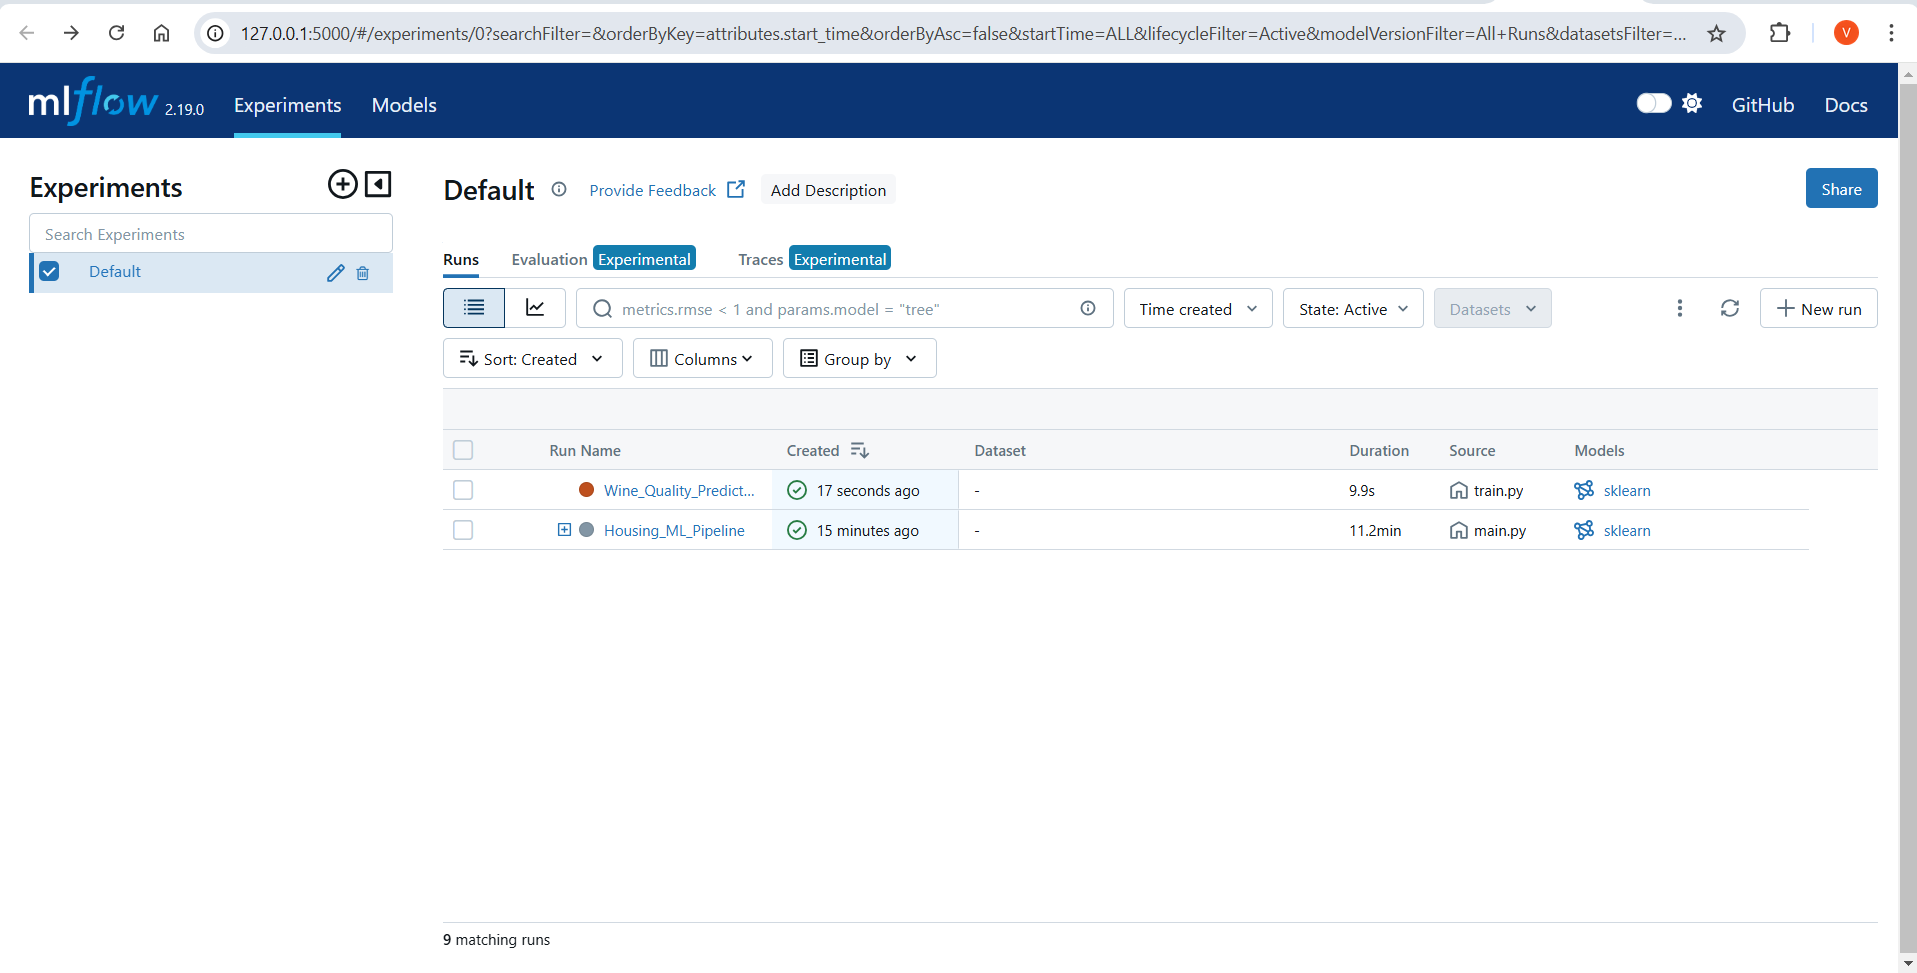 127.0.0.1:5000/#/experiments/0?searchFilter=&orderByKey=attributes.start_time&orderByAsc=false&startTime=ALL&lifecycleFilter=Active&modelVersionFilter=All+Runs&datasetsFilter=...
V
mlflow 2.19.0 Experiments Models GitHub Docs
Experiments
Search Experiments
Default
Default Provide Feedback Add Description Share
Runs Evaluation Experimental Traces Experimental
metrics.rmse < 1 and params.model = "tree" Time created State: Active Datasets New run
Sort: Created Columns Group by
Run Name Created Dataset Duration Source Models
Wine_Quality_Predict... 17 seconds ago - 9.9s train.py sklearn
Housing_ML_Pipeline 15 minutes ago - 11.2min main.py sklearn
9 matching runs